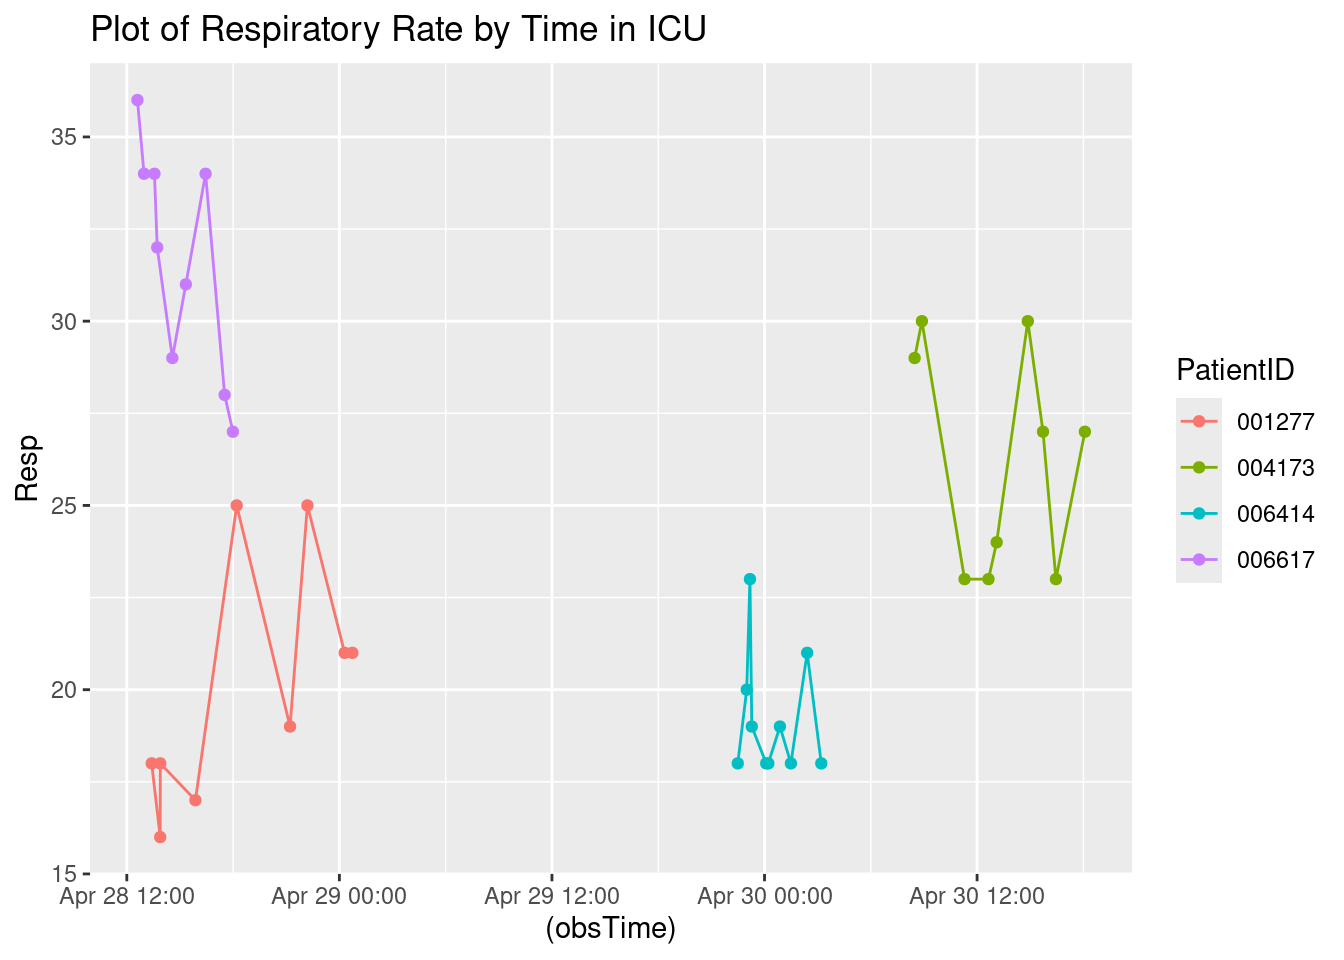 Plot of Respiratory Rate by Time in ICU
Resp
35
30
25
20
15
Apr 28 12:00
Apr 29 00:00
Apr 29 12:00
Apr 30 00:00
Apr 30 12:00
(obsTime)
PatientID
001277
004173
006414
006617